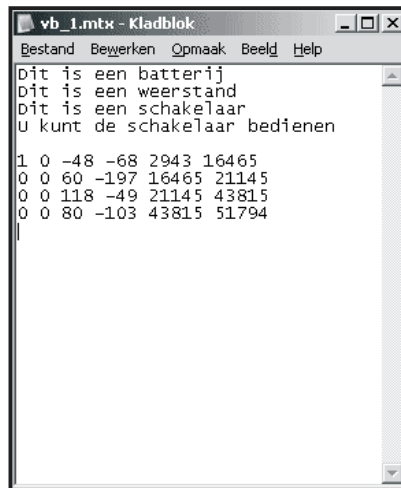 vb_1.mtx - Kladblok
Bestand Bewerken Opmaak Beeld Help
Dit is een batterij
Dit is een weerstand
Dit is een schakelaar
U kunt de schakelaar bedienen
1 0 -48 -68 2943 16465
0 0 60 -197 16465 21145
0 0 118 -49 21145 43815
0 0 80 -103 43815 51794